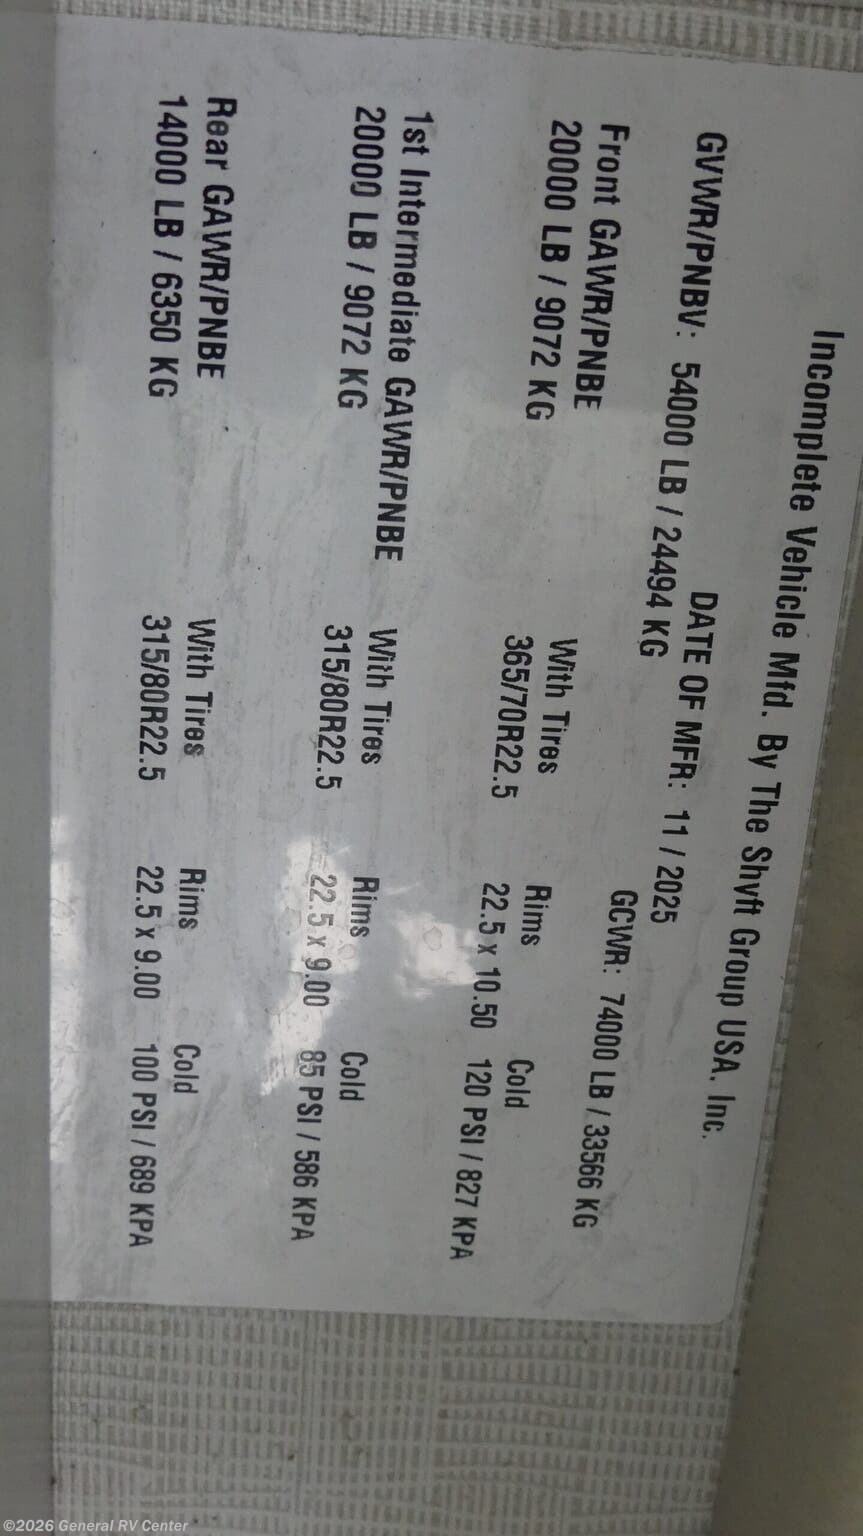 Incomplete Vehicle Mfd. By The Shyft Group USA, Inc.
DATE OF MFR: 11 / 2025
GVWR/PNBV: 54000 LB / 24494 KG
GCWR: 74000 LB / 33566 KG
Front GAWR/PNBE With Tires Rims Cold
20000 LB / 9072 KG 365/70R22.5 22.5 x 10.50 120 PSI / 827 KPA
1st Intermediate GAWR/PNBE With Tires Rims Cold
20000 LB / 9072 KG 315/80R22.5 22.5 x 9.00 85 PSI / 586 KPA
Rear GAWR/PNBE With Tires Rims Cold
14000 LB / 6350 KG 315/80R22.5 22.5 x 9.00 100 PSI / 689 KPA
©2026 General RV Center